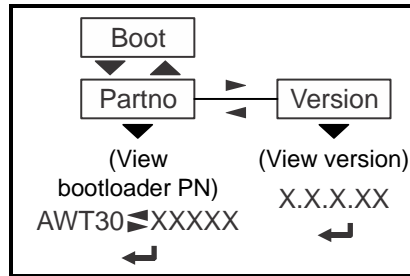 Boot
Partno Version
(View
bootloader PN)
(View version)
AWT30 XXXXX
X.X.X.XX